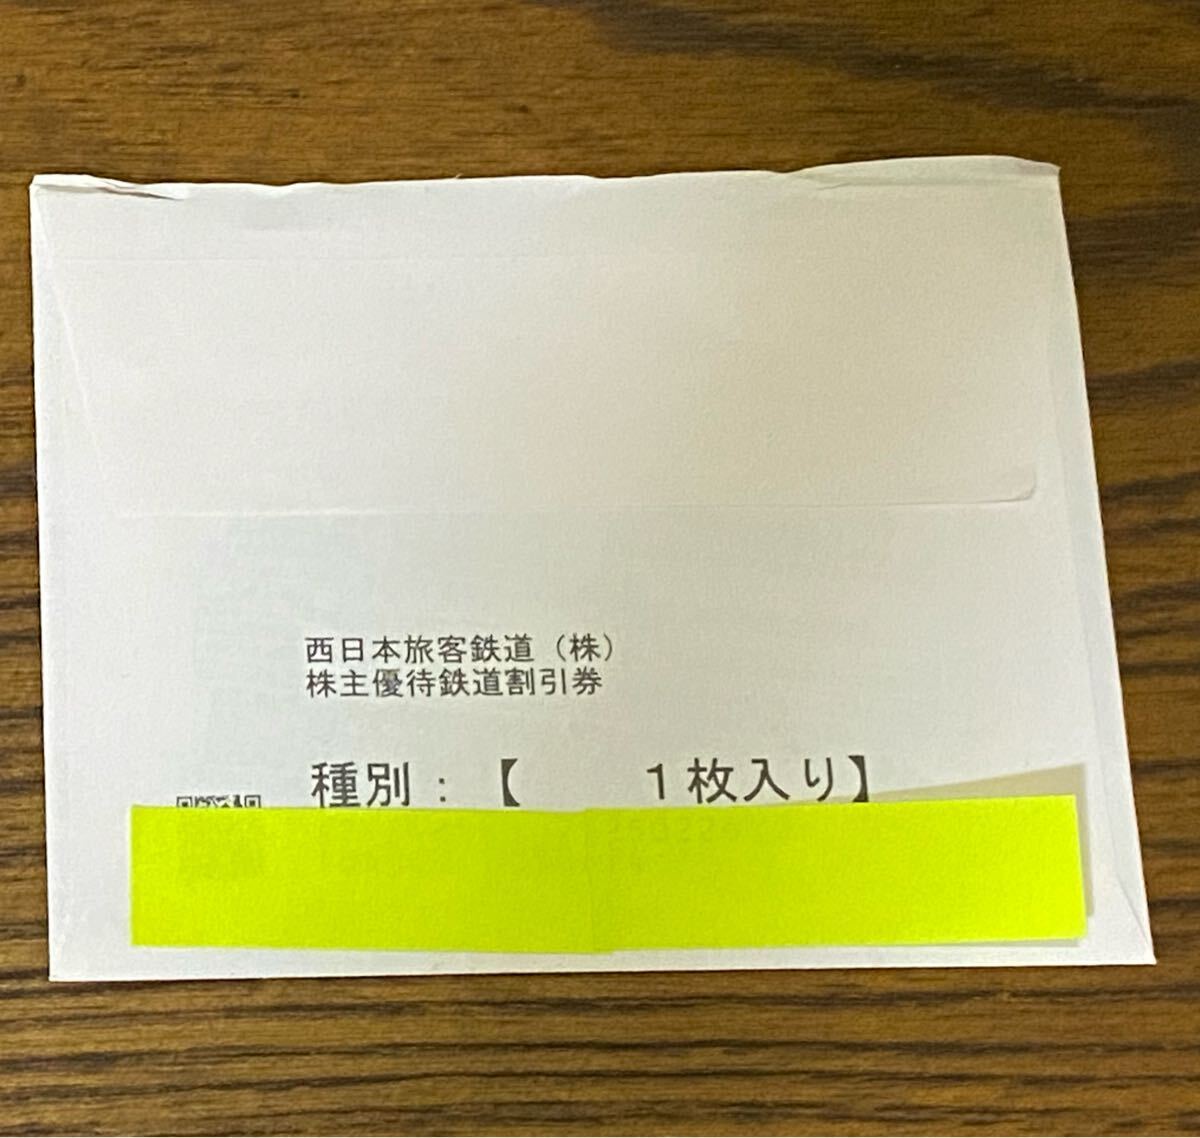 西日本旅客鉄道（株）
株主優待鉄道割引券
種別：【　　　１枚入り】